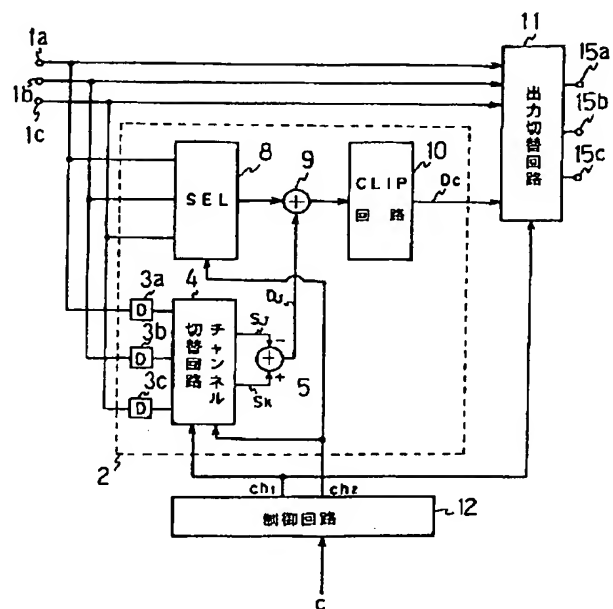 11
1a
15a
1b
15b
1c
15c
出力切替回路
8
9
10
SEL
+
CLIP
回路
Dc
3a
4
D
3b
D
3c
D
チャンネル
切替回路
DJ
SJ
-
+
+
5
SK
2
ch1
ch2
制御回路
12
C